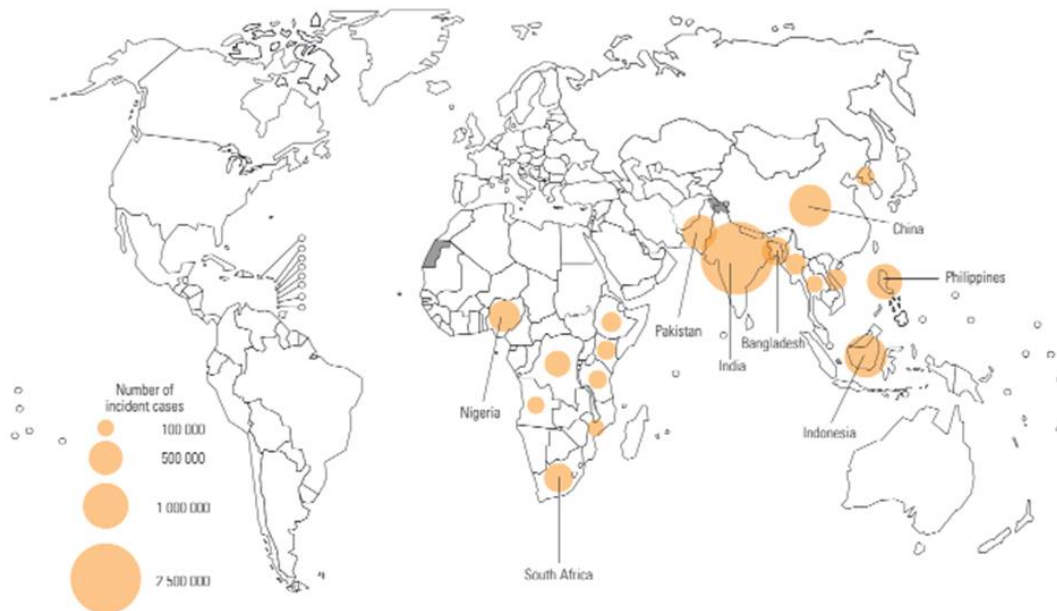 China
Philippines
Pakistan
Bangladesh
India
Nigeria
Indonesia
South Africa
Number of
incident cases
100 000
500 000
1 000 000
2 500 000